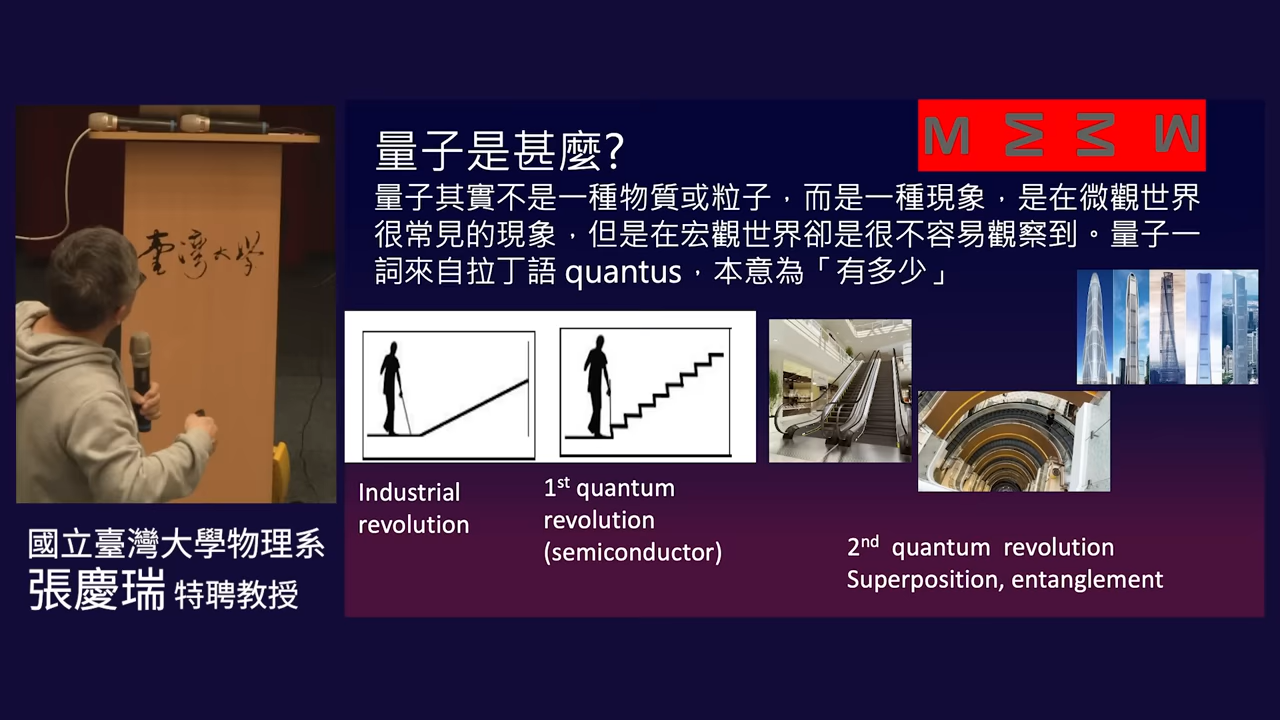 量子是甚麼?
M M M M
量子其實不是一種物質或粒子，而是一種現象，是在微觀世界
很常見的現象，但是在宏觀世界卻是很不容易觀察到。量子一
詞來自拉丁語 quantus，本意為「有多少」
臺灣大學
Industrial
revolution
1st quantum
revolution
(semiconductor)
2nd quantum revolution
Superposition, entanglement
國立臺灣大學物理系
張慶瑞 特聘教授